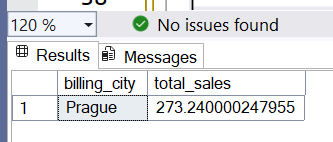 120 %
No issues found
Results Messages
billing_city total_sales
1 Prague 273.240000247955